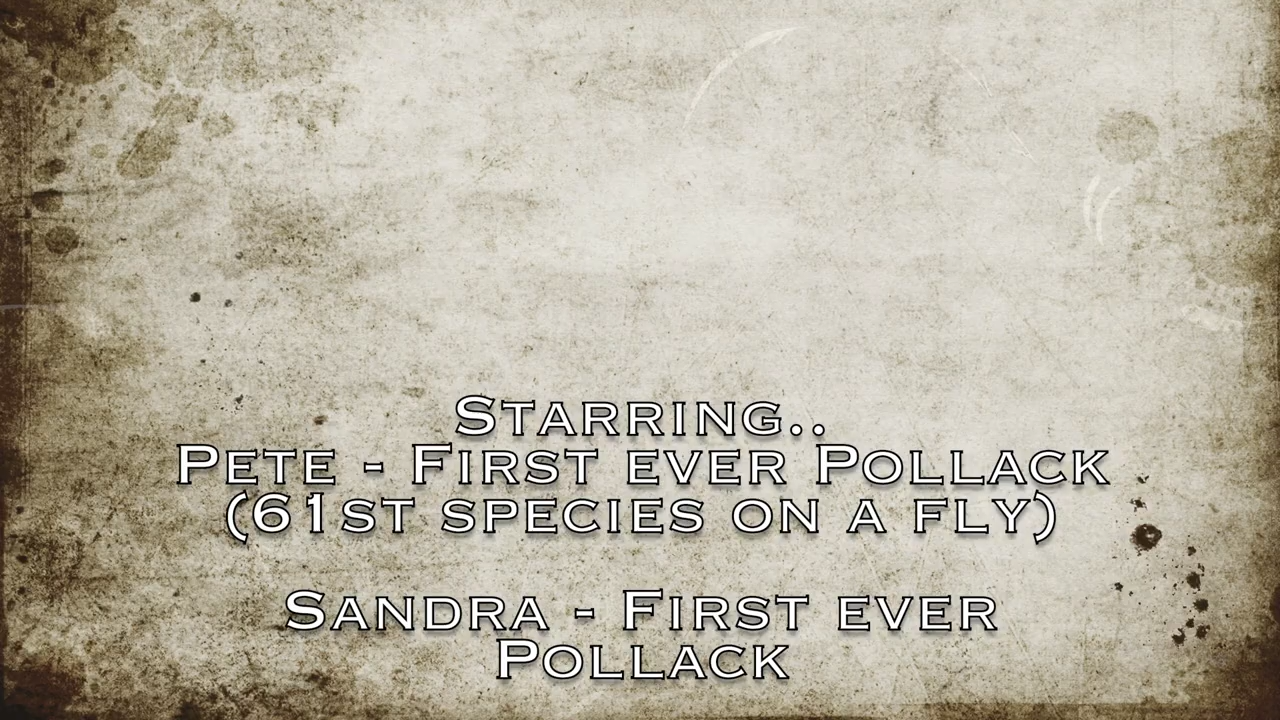 Starring..
Pete - First ever Pollack
(61st species on a fly)
Sandra - First ever
Pollack